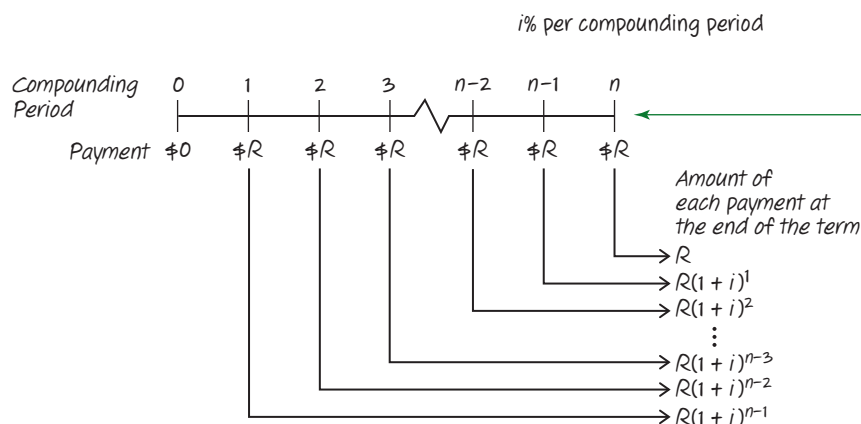 i% per compounding period
Compounding Period
0 1 2 3 n-2 n-1 n
Payment $0 $R $R $R $R $R $R
Amount of
each payment at
the end of the term
R
R(1 + i)¹
R(1 + i)²
⋮
R(1 + i)ⁿ⁻³
R(1 + i)ⁿ⁻²
R(1 + i)ⁿ⁻¹